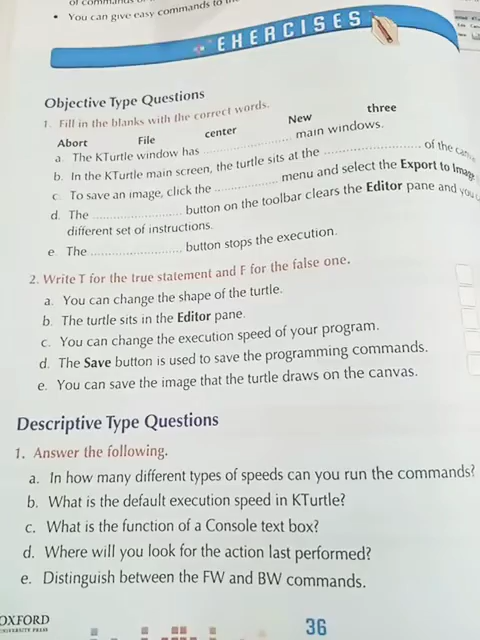 • You can give easy commands to
EXERCISES
Objective Type Questions
1. Fill in the blanks with the correct words.
Abort File center New three
a. The KTurtle window has .................... main windows.
b. In the KTurtle main screen, the turtle sits at the .................... of the
c. To save an image, click the .................... menu and select the Export to Image
d. The .................... button on the toolbar clears the Editor pane and you
different set of instructions.
e. The .................... button stops the execution.
2. Write T for the true statement and F for the false one.
a. You can change the shape of the turtle.
b. The turtle sits in the Editor pane.
c. You can change the execution speed of your program.
d. The Save button is used to save the programming commands.
e. You can save the image that the turtle draws on the canvas.
Descriptive Type Questions
1. Answer the following.
a. In how many different types of speeds can you run the commands?
b. What is the default execution speed in KTurtle?
c. What is the function of a Console text box?
d. Where will you look for the action last performed?
e. Distinguish between the FW and BW commands.
OXFORD
UNIVERSITY PRESS
36